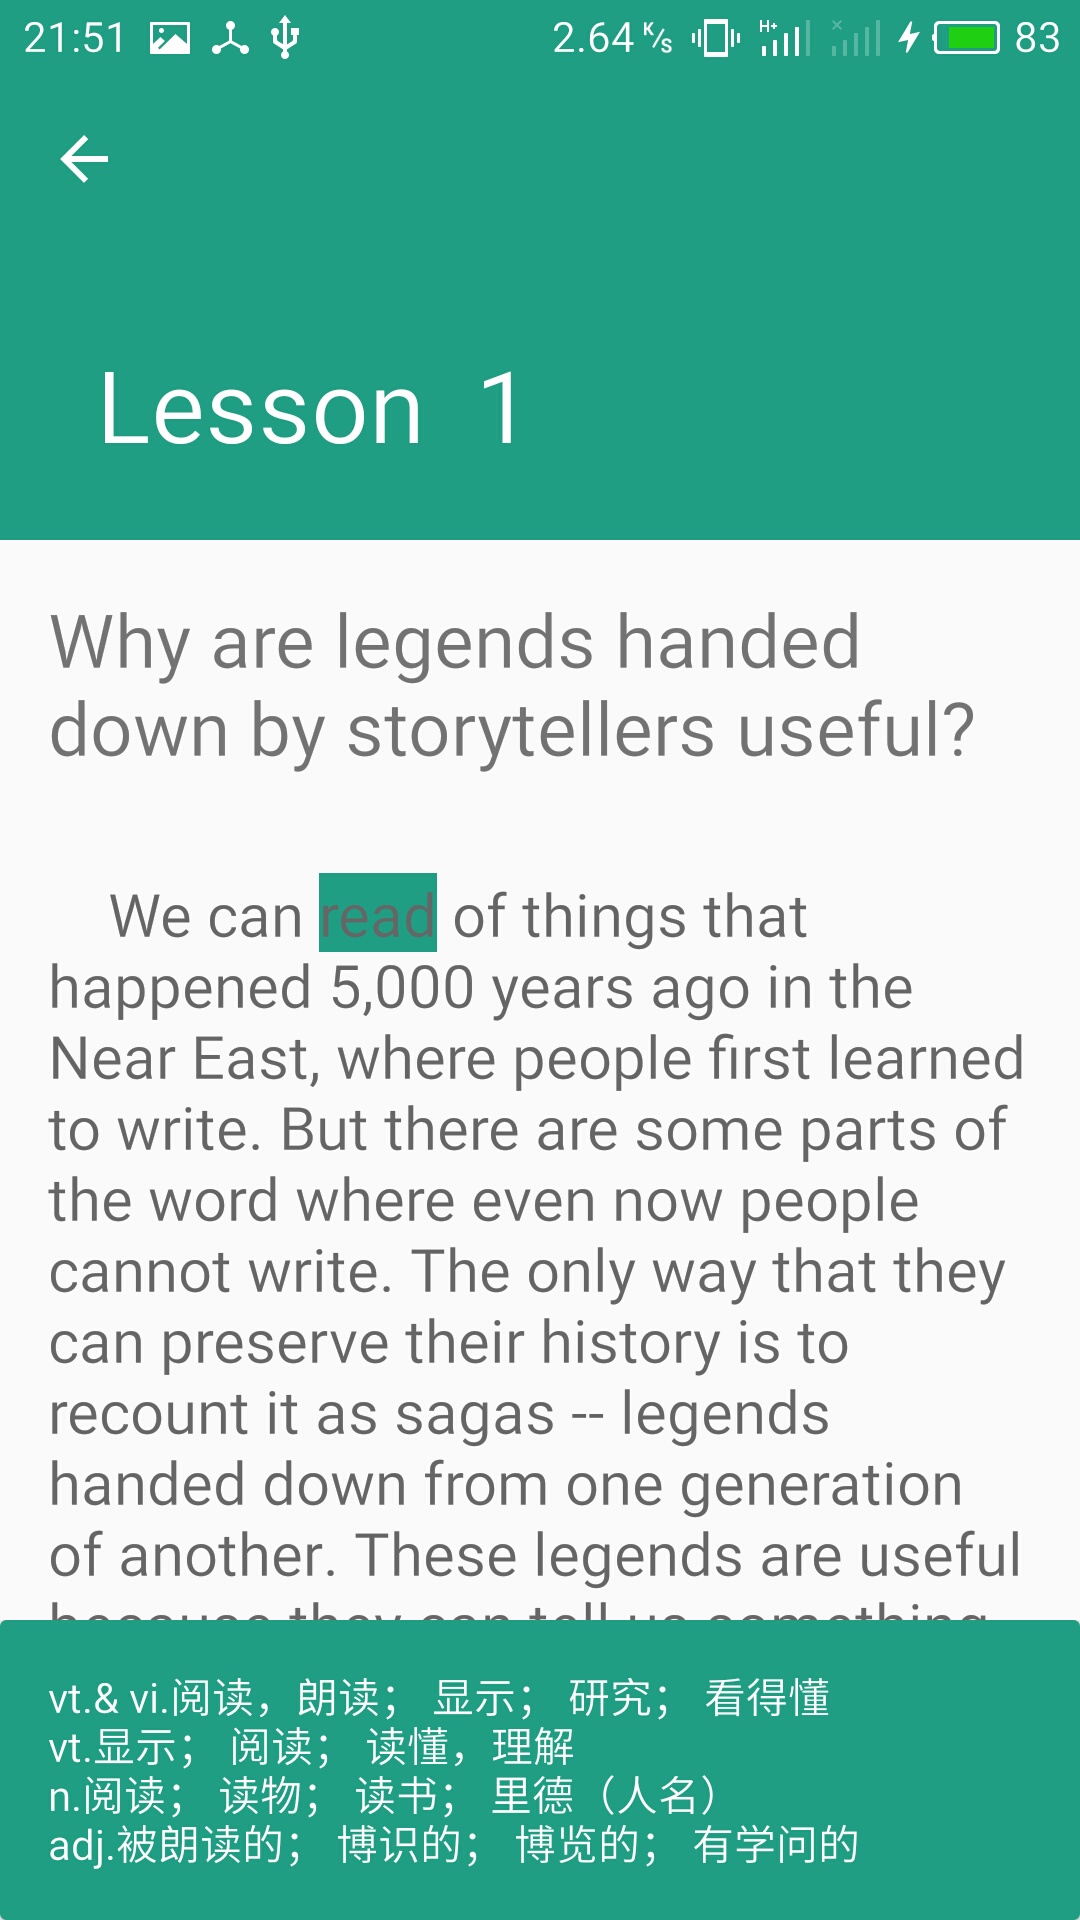 21:51
2.64 K/s
H+
83
Lesson 1
Why are legends handed
down by storytellers useful?
We can read of things that
happened 5,000 years ago in the
Near East, where people first learned
to write. But there are some parts of
the word where even now people
cannot write. The only way that they
can preserve their history is to
recount it as sagas -- legends
handed down from one generation
of another. These legends are useful
because they can tell us something
vt.& vi.阅读，朗读； 显示； 研究； 看得懂
vt.显示； 阅读； 读懂，理解
n.阅读； 读物； 读书； 里德（人名）
adj.被朗读的； 博识的； 博览的； 有学问的